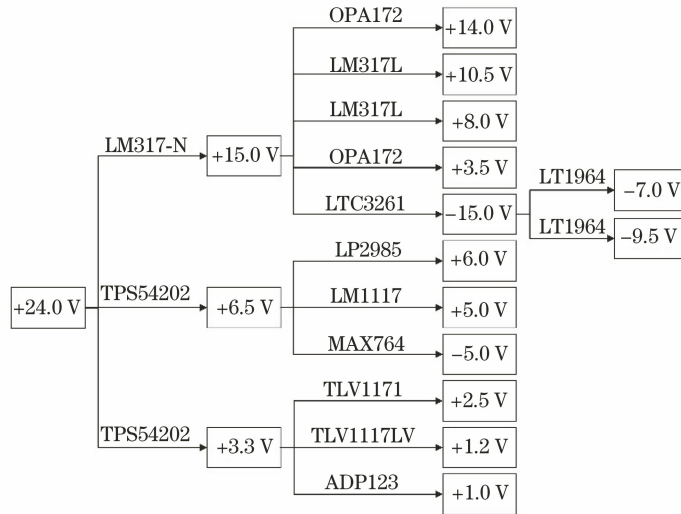 OPA172
+14.0 V
LM317L
+10.5 V
LM317L
+8.0 V
LM317-N
+15.0 V
OPA172
+3.5 V
LTC3261
−15.0 V
LT1964
−7.0 V
LT1964
−9.5 V
LP2985
+6.0 V
+24.0 V
TPS54202
+6.5 V
LM1117
+5.0 V
MAX764
−5.0 V
TLV1171
+2.5 V
TPS54202
+3.3 V
TLV1117LV
+1.2 V
ADP123
+1.0 V